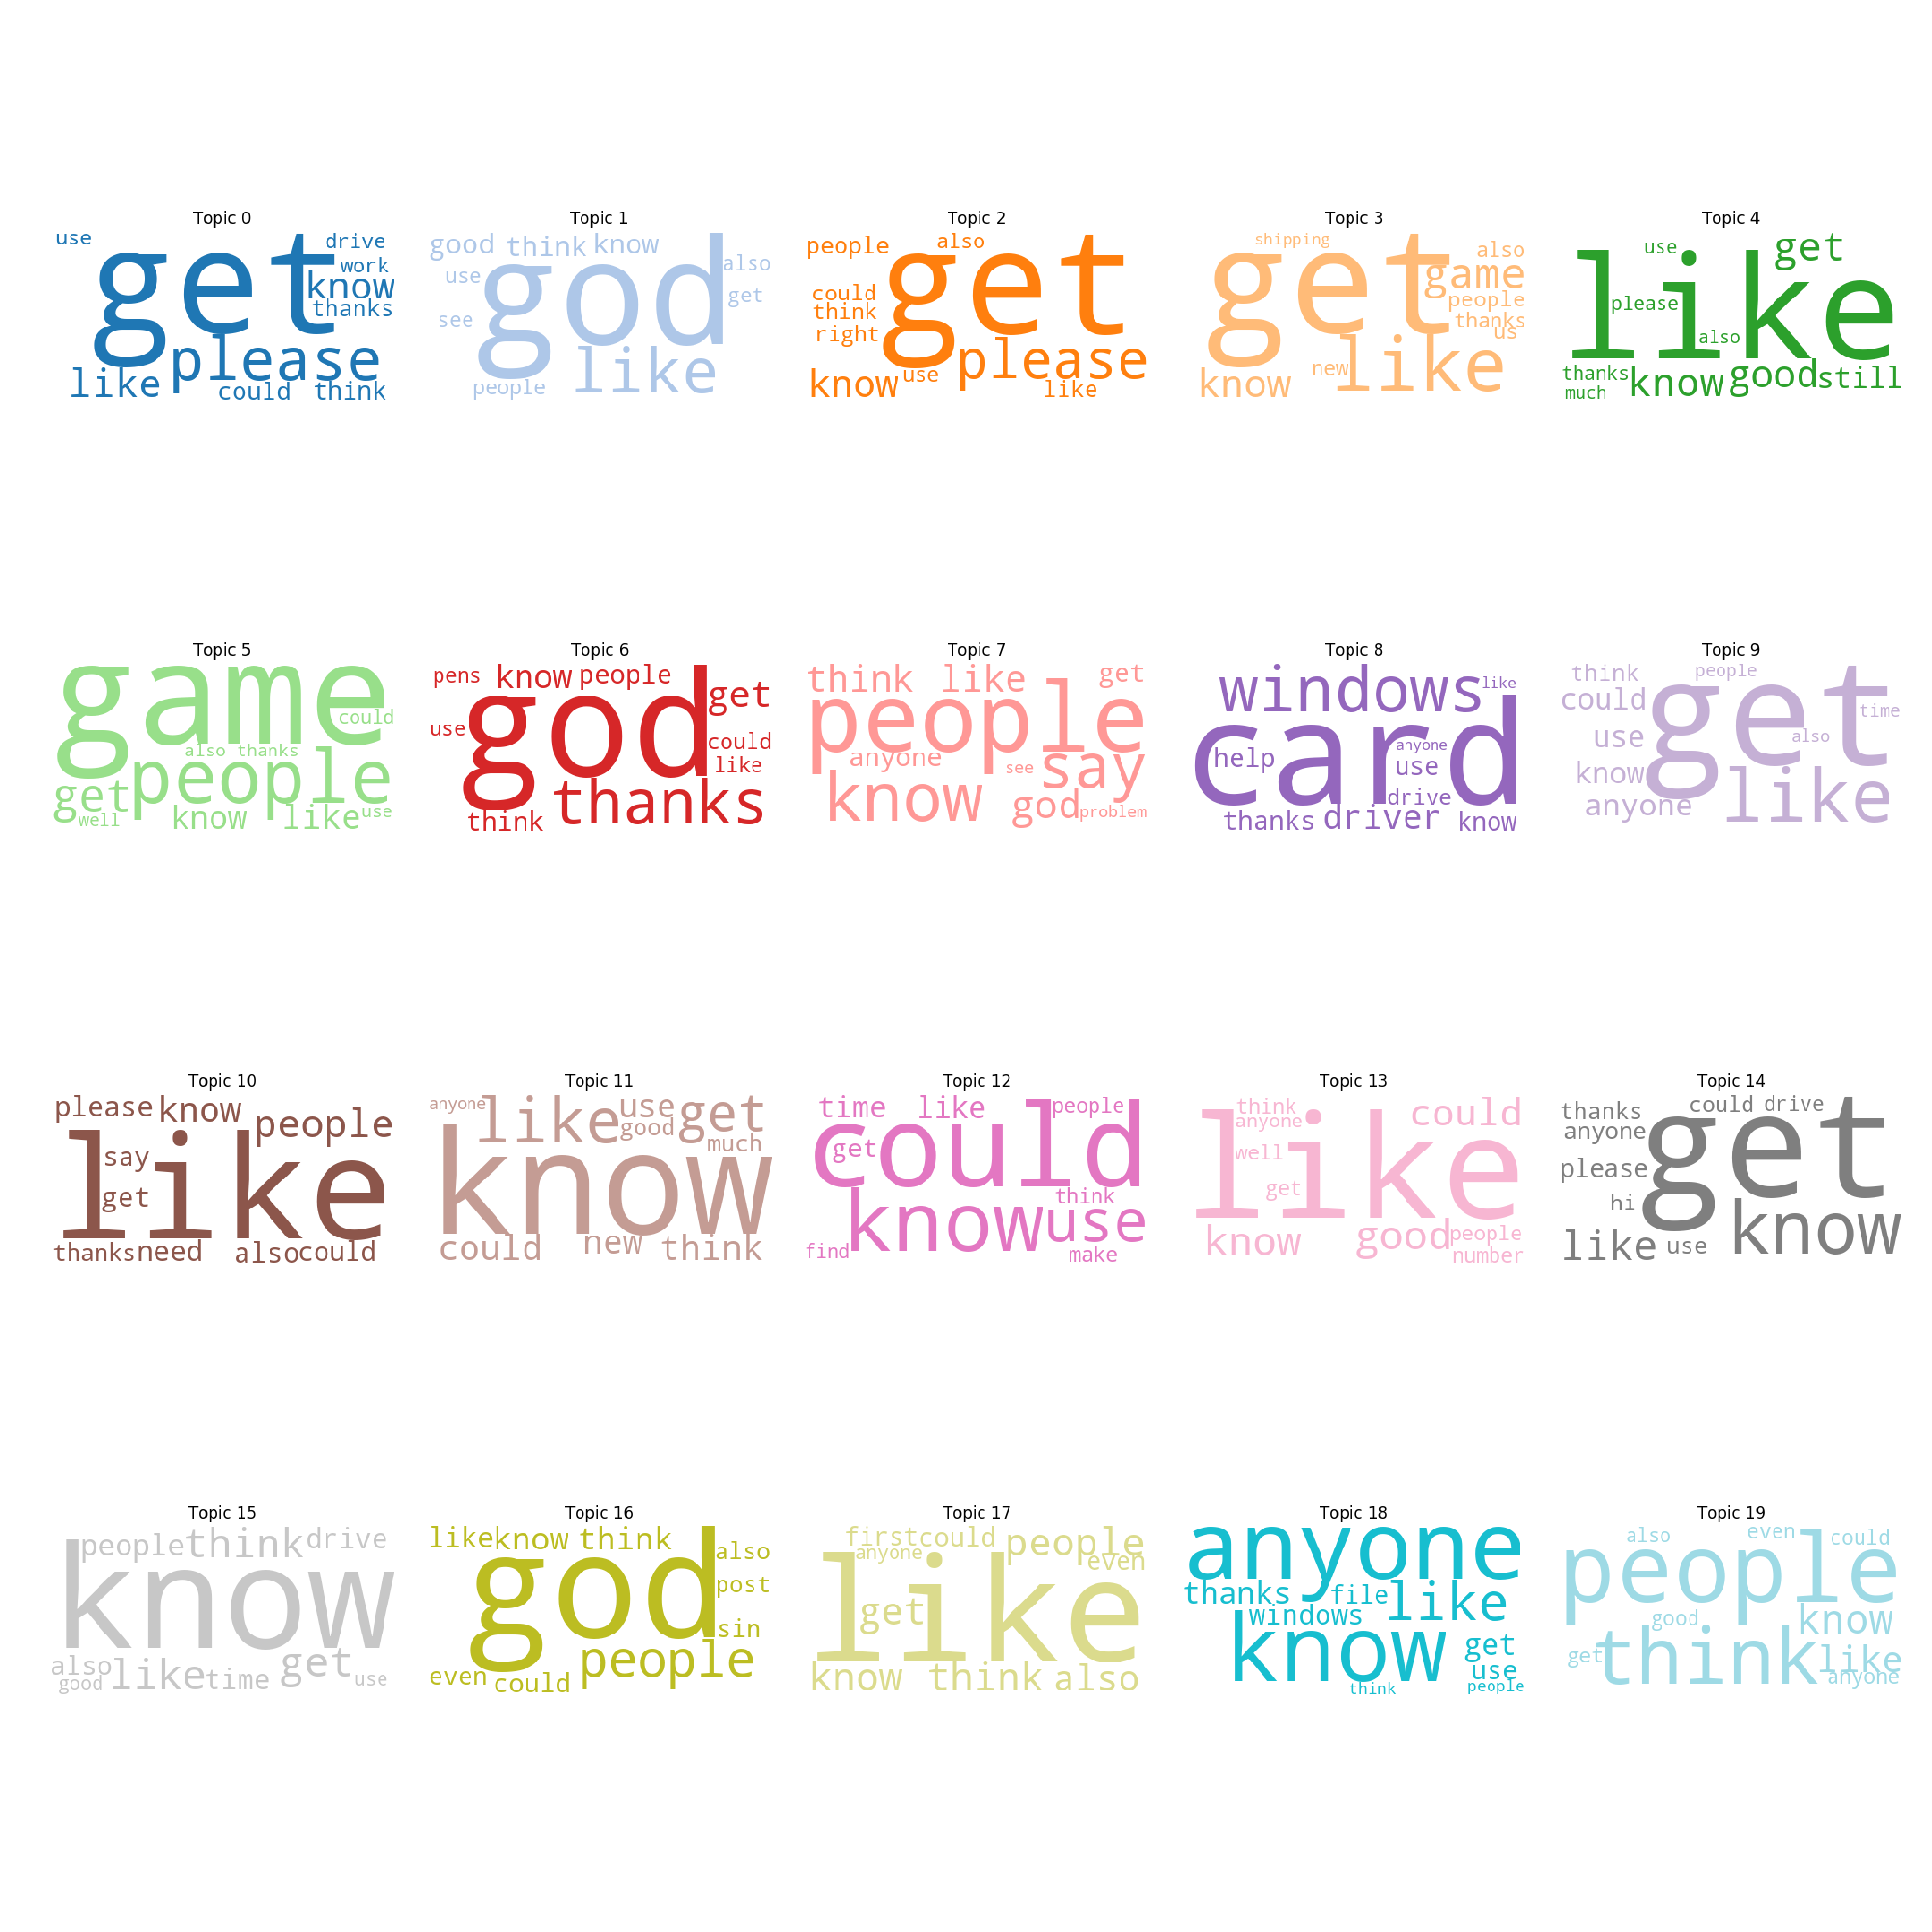 Topic 0
use
drive
get
work
know
thanks
please
like
could think
Topic 1
good think know
god
also
use
get
see
like
people
Topic 2
people also
get
could
think
right
please
know use
like
Topic 3
shipping
also
get
game
people
thanks
us
like
new
know
Topic 4
use get
like
please
also
thanks
know good still
much
Topic 5
game
could
also thanks
people
get
well know like use
Topic 6
pens know people
get
god
use
could
like
thanks
think
Topic 7
think like get
people
anyone say
see
know god problem
Topic 8
windows like
card
anyone
help use
drive
thanks driver know
Topic 9
think people
could
get time
use also
know
like
anyone
Topic 10
please know people
like
say
get
thanks need also could
Topic 11
anyone like use get
good
much
know
could new think
Topic 12
time like people
could
get
think
know use
find make
Topic 13
think could
anyone
like
well
get
know good people
number
Topic 14
thanks could drive
anyone
get
please
hi
know
like use
Topic 15
people think drive
know
also like time get use
good
Topic 16
like know think
also
god
post
sin
people
even could
Topic 17
first could people
anyone even
like
get
know think also
Topic 18
anyone
thanks file like
windows
know get
use
think people
Topic 19
also even could
people
good know
get think like
anyone